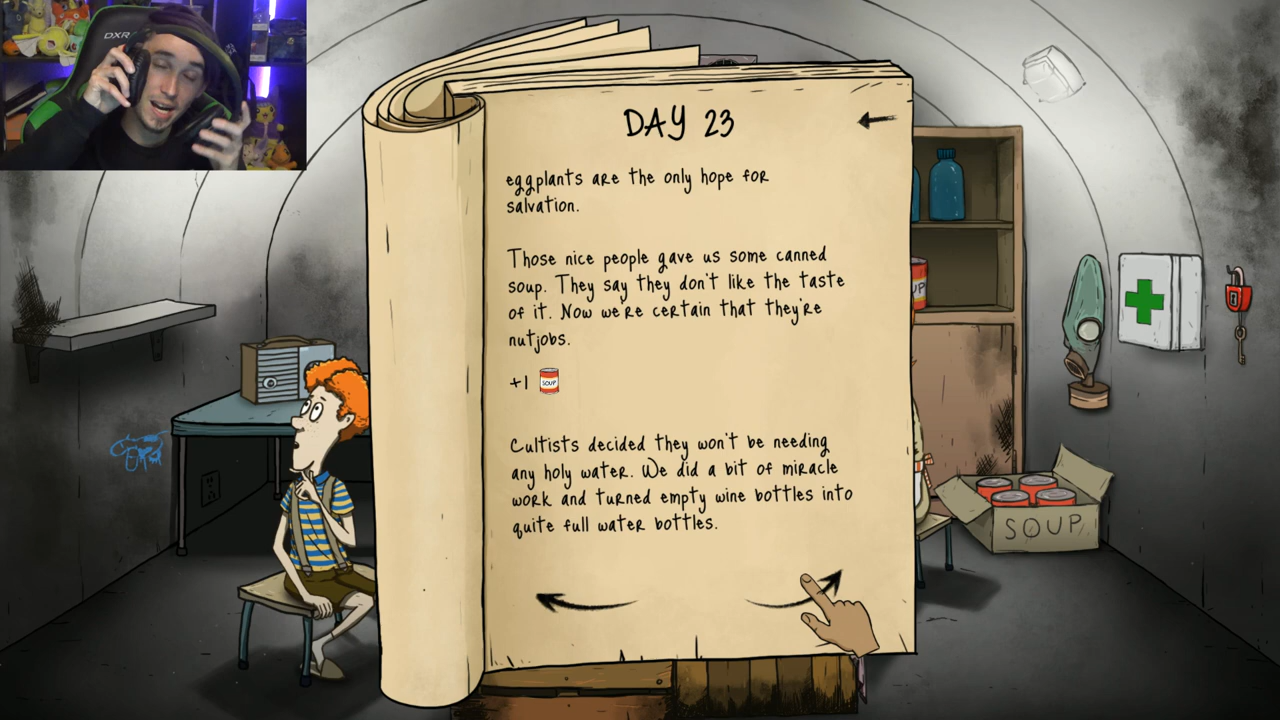 DXR
DAY 23
eggplants are the only hope for
salvation.
Those nice people gave us some canned
soup. They say they don't like the taste
of it. Now we're certain that they're
nutjobs.
+1 SOUP
Cultists decided they won't be needing
any holy water. We did a bit of miracle
work and turned empty wine bottles into
quite full water bottles.
UP
SOUP